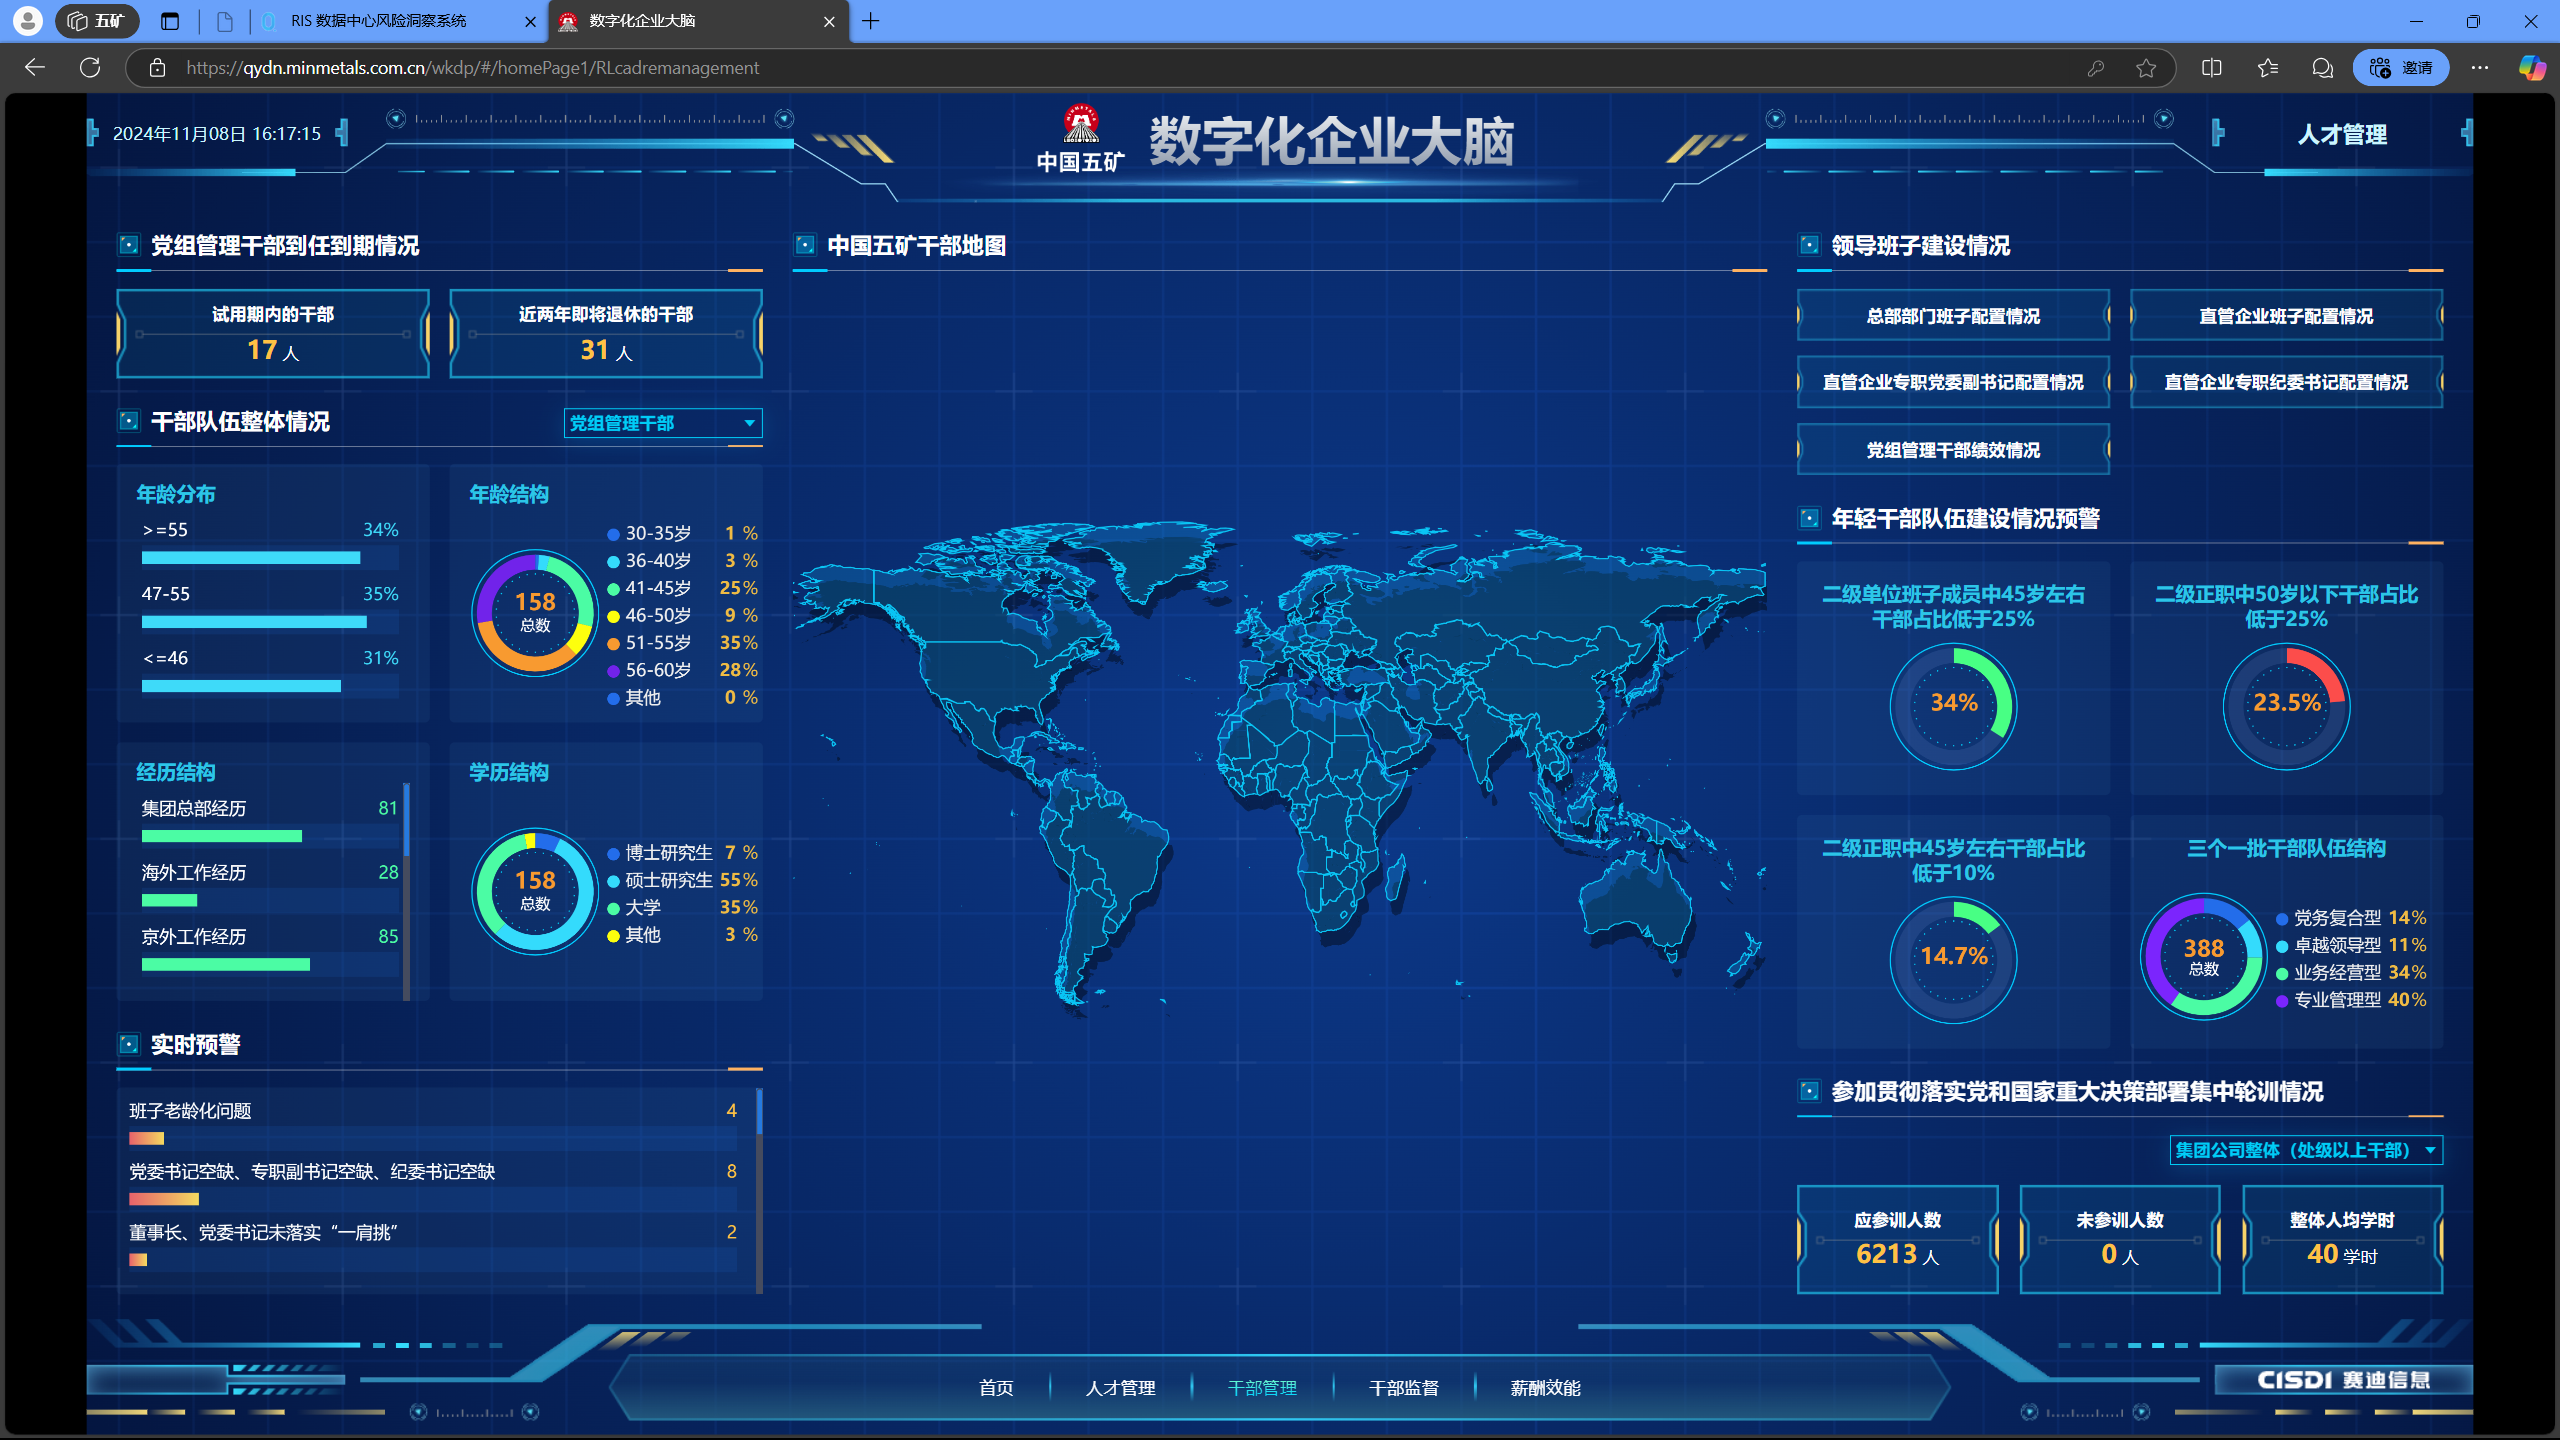 五矿
RIS 数据中心风险洞察系统
数字化企业大脑
https://qydn.minmetals.com.cn/wkdp/#/homePage1/RLcadremanagement
邀请
2024年11月08日 16:17:15
中国五矿
数字化企业大脑
人才管理
党组管理干部到任到期情况
试用期内的干部
17 人
近两年即将退休的干部
31 人
干部队伍整体情况
党组管理干部
年龄分布
>=55 34%
47-55 35%
<=46 31%
年龄结构
158
总数
30-35岁 1 %
36-40岁 3 %
41-45岁 25%
46-50岁 9 %
51-55岁 35%
56-60岁 28%
其他 0 %
经历结构
集团总部经历 81
海外工作经历 28
京外工作经历 85
学历结构
158
总数
博士研究生 7 %
硕士研究生 55%
大学 35%
其他 3 %
实时预警
班子老龄化问题 4
党委书记空缺、专职副书记空缺、纪委书记空缺 8
董事长、党委书记未落实“一肩挑” 2
中国五矿干部地图
领导班子建设情况
总部部门班子配置情况
直管企业班子配置情况
直管企业专职党委副书记配置情况
直管企业专职纪委书记配置情况
党组管理干部绩效情况
年轻干部队伍建设情况预警
二级单位班子成员中45岁左右
干部占比低于25%
34%
二级正职中50岁以下干部占比
低于25%
23.5%
二级正职中45岁左右干部占比
低于10%
14.7%
三个一批干部队伍结构
388
总数
党务复合型 14%
卓越领导型 11%
业务经营型 34%
专业管理型 40%
参加贯彻落实党和国家重大决策部署集中轮训情况
集团公司整体（处级以上干部）
应参训人数
6213 人
未参训人数
0 人
整体人均学时
40 学时
首页
人才管理
干部管理
干部监督
薪酬效能
CISDI 赛迪信息